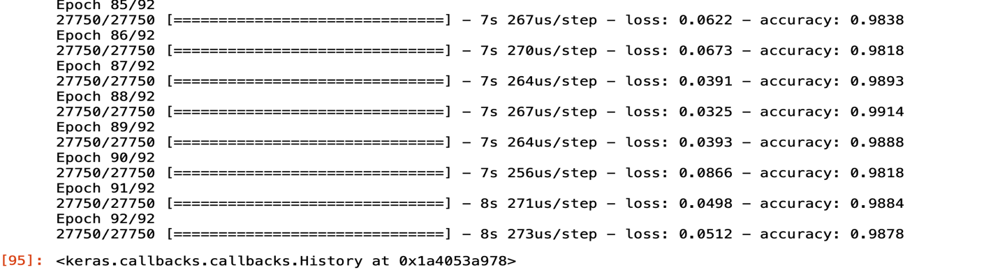 Epoch 85/92
27750/27750 [==============================] - 7s 267us/step - loss: 0.0622 - accuracy: 0.9838
Epoch 86/92
27750/27750 [==============================] - 7s 270us/step - loss: 0.0673 - accuracy: 0.9818
Epoch 87/92
27750/27750 [==============================] - 7s 264us/step - loss: 0.0391 - accuracy: 0.9893
Epoch 88/92
27750/27750 [==============================] - 7s 267us/step - loss: 0.0325 - accuracy: 0.9914
Epoch 89/92
27750/27750 [==============================] - 7s 264us/step - loss: 0.0393 - accuracy: 0.9888
Epoch 90/92
27750/27750 [==============================] - 7s 256us/step - loss: 0.0866 - accuracy: 0.9818
Epoch 91/92
27750/27750 [==============================] - 8s 271us/step - loss: 0.0498 - accuracy: 0.9884
Epoch 92/92
27750/27750 [==============================] - 8s 273us/step - loss: 0.0512 - accuracy: 0.9878
[95]: <keras.callbacks.callbacks.History at 0x1a4053a978>